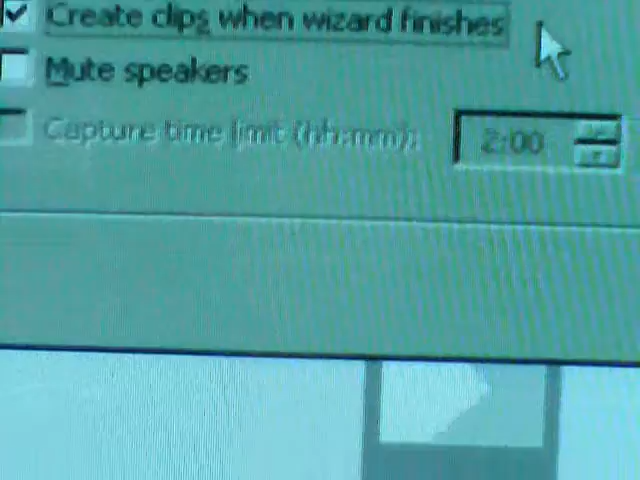 Create clips when wizard finishes
Mute speakers
Capture time limit (hh:mm): 2:00